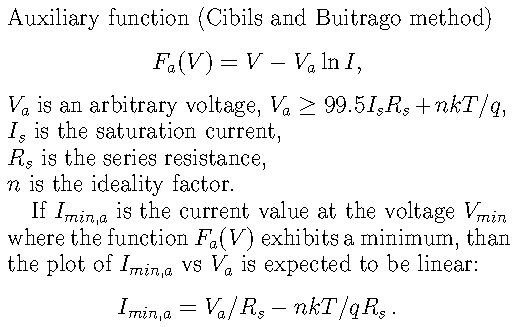 Auxiliary function (Cibils and Buitrago method)
F_a(V) = V − V_a ln I,
V_a is an arbitrary voltage, V_a ≥ 99.5I_sR_s + nkT/q,
I_s is the saturation current,
R_s is the series resistance,
n is the ideality factor.
If I_{min,a} is the current value at the voltage V_{min}
where the function F_a(V) exhibits a minimum, than
the plot of I_{min,a} vs V_a is expected to be linear:
I_{min,a} = V_a/R_s − nkT/qR_s .